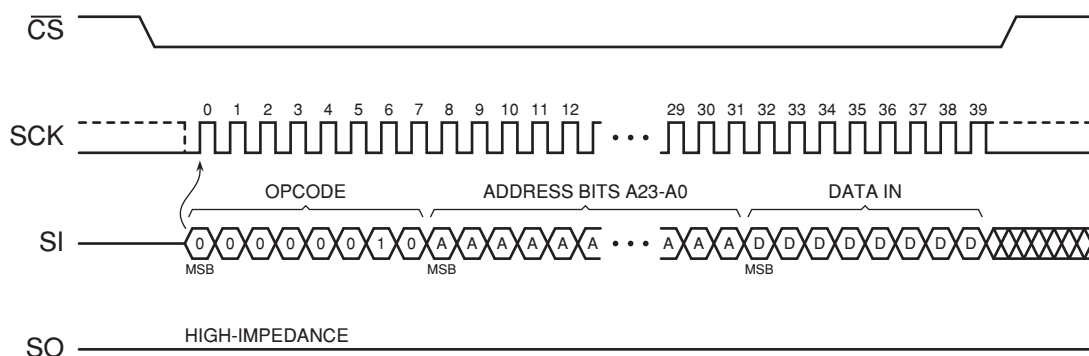 CS
0 1 2 3 4 5 6 7 8 9 10 11 12 29 30 31 32 33 34 35 36 37 38 39
SCK
OPCODE ADDRESS BITS A23-A0 DATA IN
SI 0 0 0 0 0 0 1 0 A A A A A A A A A D D D D D D D D
MSB MSB MSB
HIGH-IMPEDANCE
SO